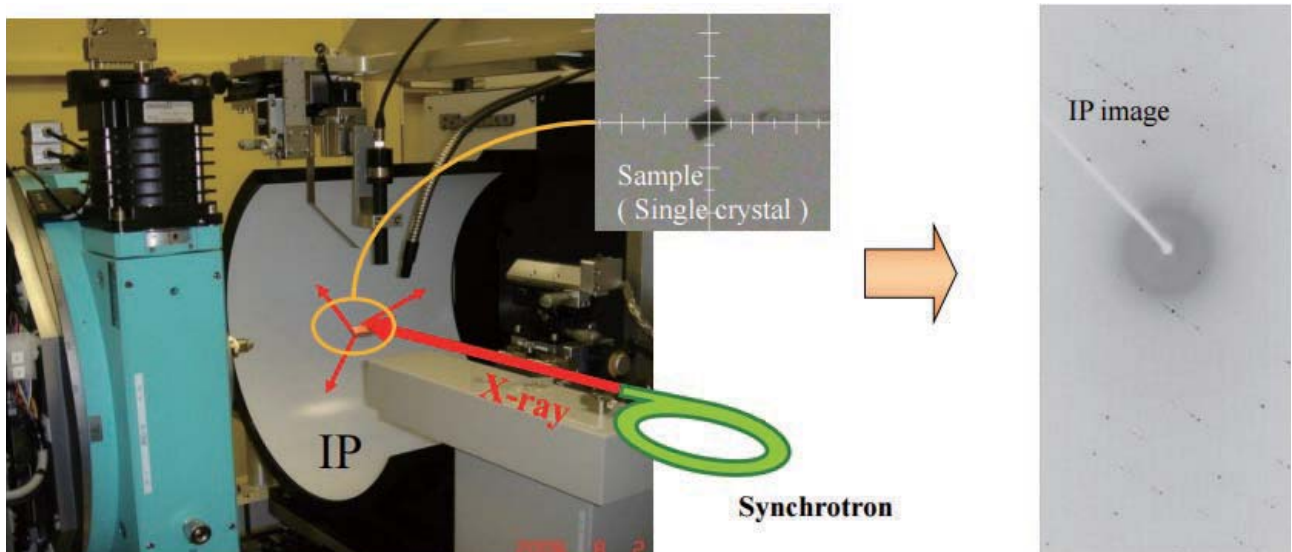 Sample
( Single crystal )
IP image
X-ray
IP
Synchrotron